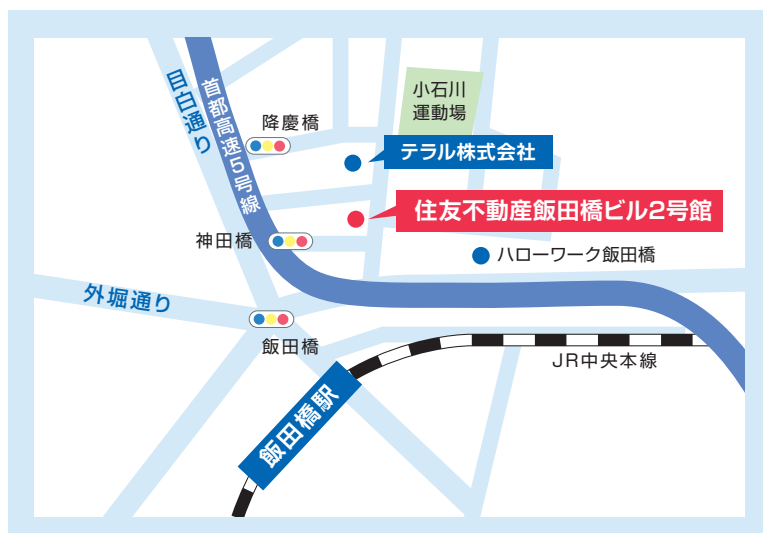 目白通り
首都高速5号線
降慶橋
小石川
運動場
テラル株式会社
住友不動産飯田橋ビル2号館
神田橋
ハローワーク飯田橋
外堀通り
飯田橋
JR中央本線
飯田橋駅